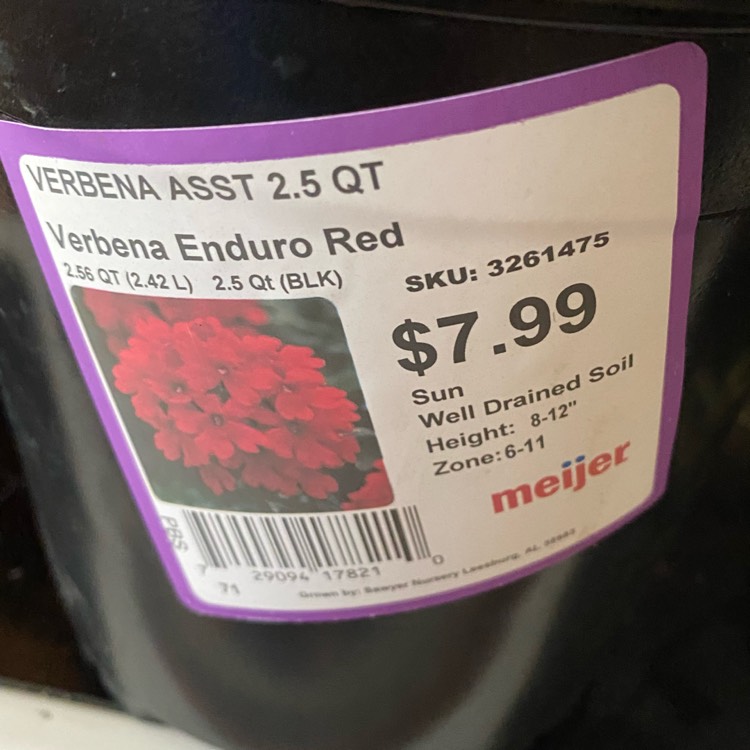 VERBENA ASST 2.5 QT
Verbena Enduro Red
2.56 QT (2.42 L) 2.5 Qt (BLK)
SKU: 3261475
$7.99
Sun
Well Drained Soil
Height: 8-12"
Zone: 6-11
meijer
PBS
7 29094 17821 0
71
Grown by: Sawyer Nursery Leesburg, AL